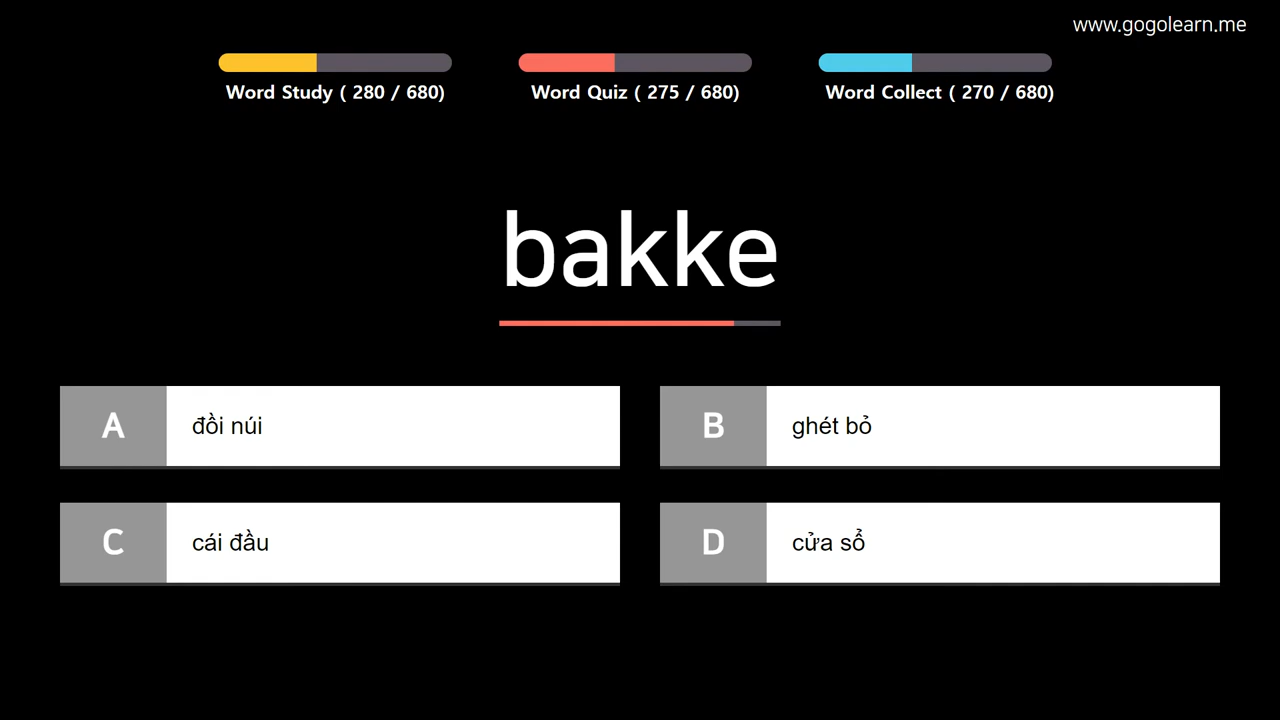 www.gogolearn.me
Word Study ( 280 / 680)
Word Quiz ( 275 / 680)
Word Collect ( 270 / 680)
bakke
A đồi núi
B ghét bỏ
C cái đầu
D cửa sổ